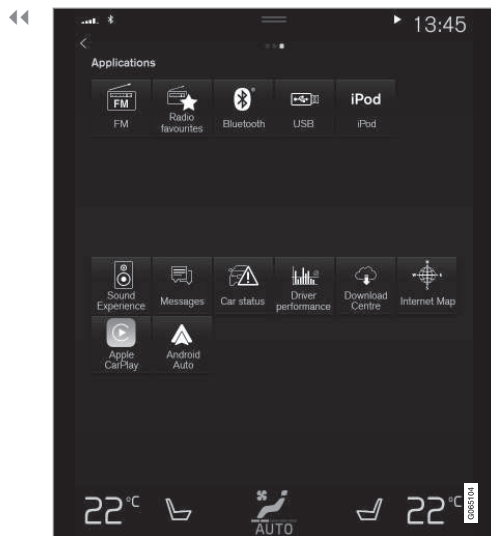 13:45
Applications
FM
FM
Radio
favourites
Bluetooth
USB
iPod
iPod
Sound
Experience
Messages
Car status
Driver
performance
Download
Centre
Internet Map
Apple
CarPlay
Android
Auto
22°C
AUTO
22°C
G065104